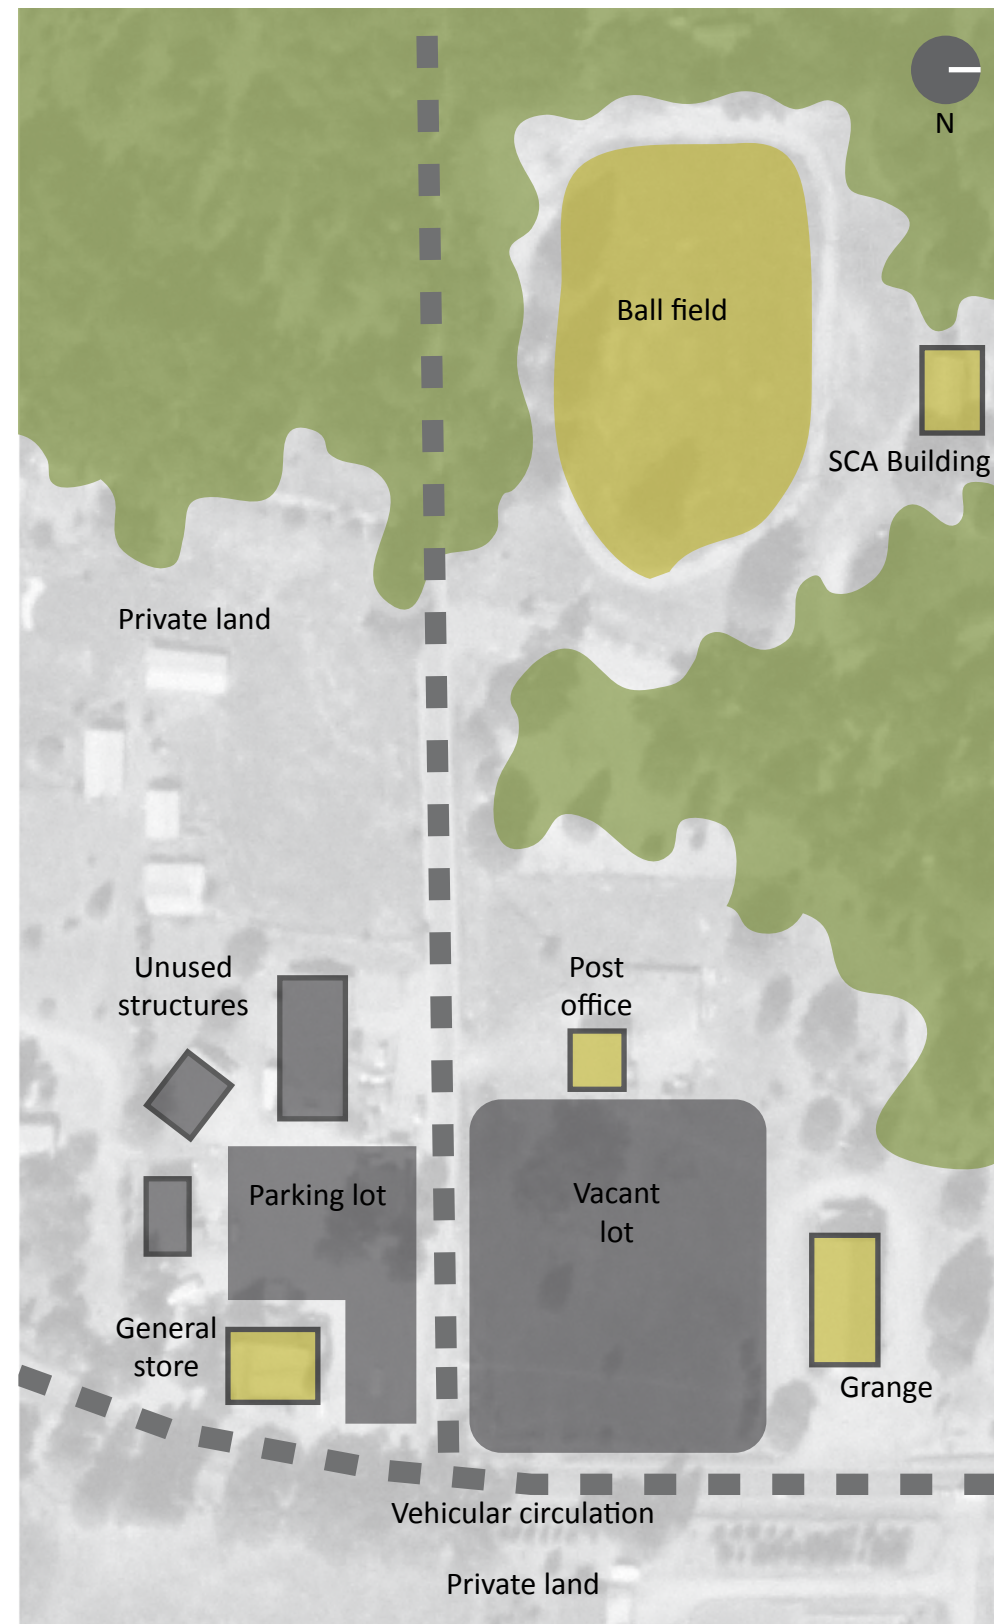 N
Ball field
SCA Building
Private land
Unused
structures
Post
office
Parking lot
Vacant
lot
General
store
Grange
Vehicular circulation
Private land